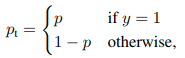 p_t = { p if y = 1
1 − p otherwise,